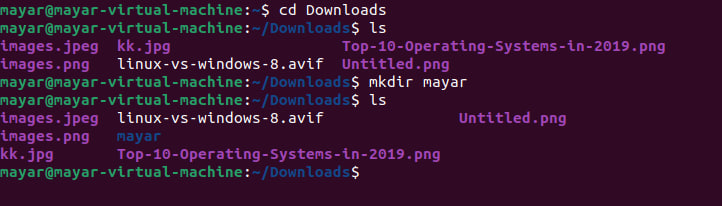 mayar@mayar-virtual-machine:~$ cd Downloads
mayar@mayar-virtual-machine:~/Downloads$ ls
images.jpeg  kk.jpg                    Top-10-Operating-Systems-in-2019.png
images.png   linux-vs-windows-8.avif  Untitled.png
mayar@mayar-virtual-machine:~/Downloads$ mkdir mayar
mayar@mayar-virtual-machine:~/Downloads$ ls
images.jpeg  linux-vs-windows-8.avif               Untitled.png
images.png   mayar
kk.jpg       Top-10-Operating-Systems-in-2019.png
mayar@mayar-virtual-machine:~/Downloads$